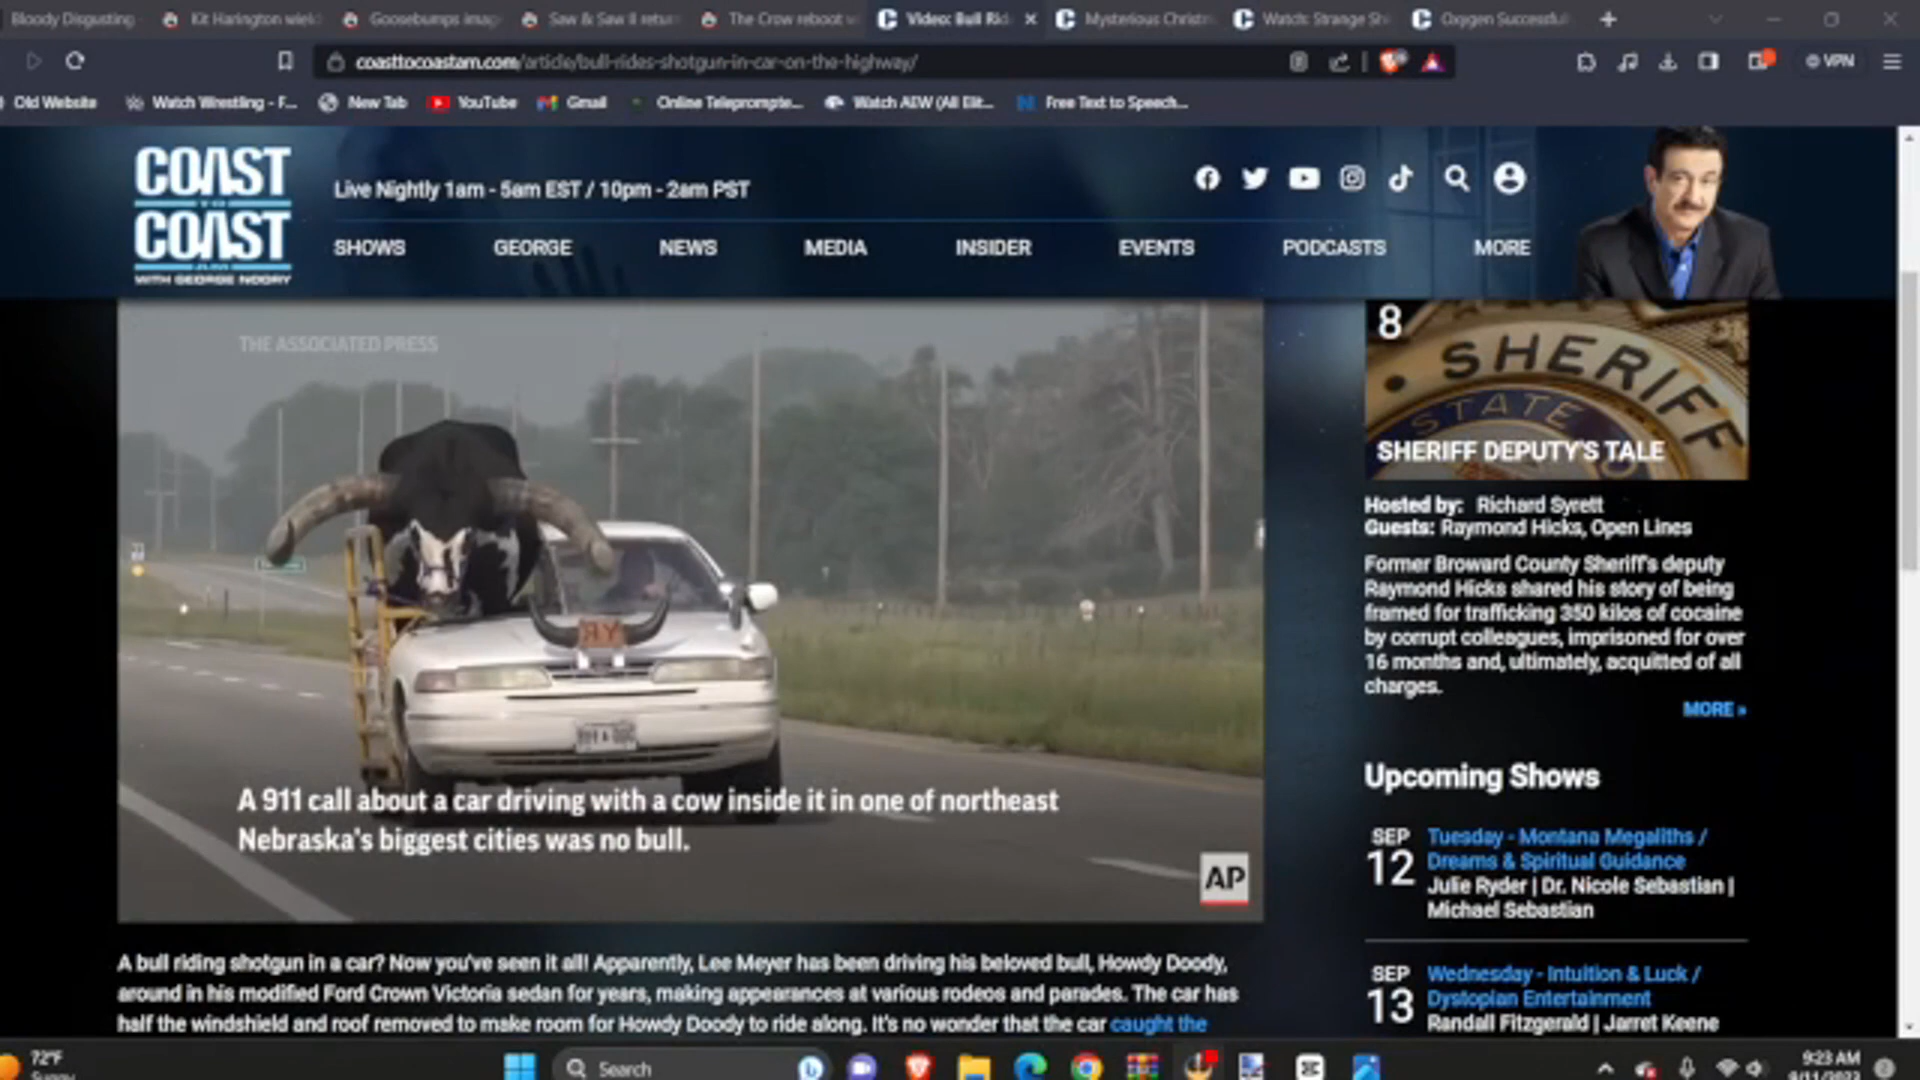 Bloody Disgusting
Kit Harington wield
Goosebumps imag
Saw & Saw II retur
The Crow reboot w
Video: Bull Rid
Mysterious Christm
Watch: Strange Sh
Oxygen Successful
coasttocoastam.com/article/bull-rides-shotgun-in-car-on-the-highway/
VPN
Old Website
Watch Wrestling - F...
New Tab
YouTube
Gmail
Online Teleprompte...
Watch AEW (All Elit...
Free Text to Speech...
COAST
TO
COAST
AM
WITH GEORGE NOORY
Live Nightly 1am - 5am EST / 10pm - 2am PST
SHOWS GEORGE NEWS MEDIA INSIDER EVENTS PODCASTS MORE
THE ASSOCIATED PRESS
A 911 call about a car driving with a cow inside it in one of northeast
Nebraska's biggest cities was no bull.
AP
A bull riding shotgun in a car? Now you've seen it all! Apparently, Lee Meyer has been driving his beloved bull, Howdy Doody,
around in his modified Ford Crown Victoria sedan for years, making appearances at various rodeos and parades. The car has
half the windshield and roof removed to make room for Howdy Doody to ride along. It's no wonder that the car caught the
8
SHERIFF
STATE
SHERIFF DEPUTY'S TALE
Hosted by: Richard Syrett
Guests: Raymond Hicks, Open Lines
Former Broward County Sheriff's deputy
Raymond Hicks shared his story of being
framed for trafficking 350 kilos of cocaine
by corrupt colleagues, imprisoned for over
16 months and, ultimately, acquitted of all
charges.
MORE »
Upcoming Shows
SEP
12
Tuesday - Montana Megaliths /
Dreams & Spiritual Guidance
Julie Ryder | Dr. Nicole Sebastian |
Michael Sebastian
SEP
13
Wednesday - Intuition & Luck /
Dystopian Entertainment
Randall Fitzgerald | Jarret Keene
72°F
Sunny
Search
9:23 AM
9/11/2023